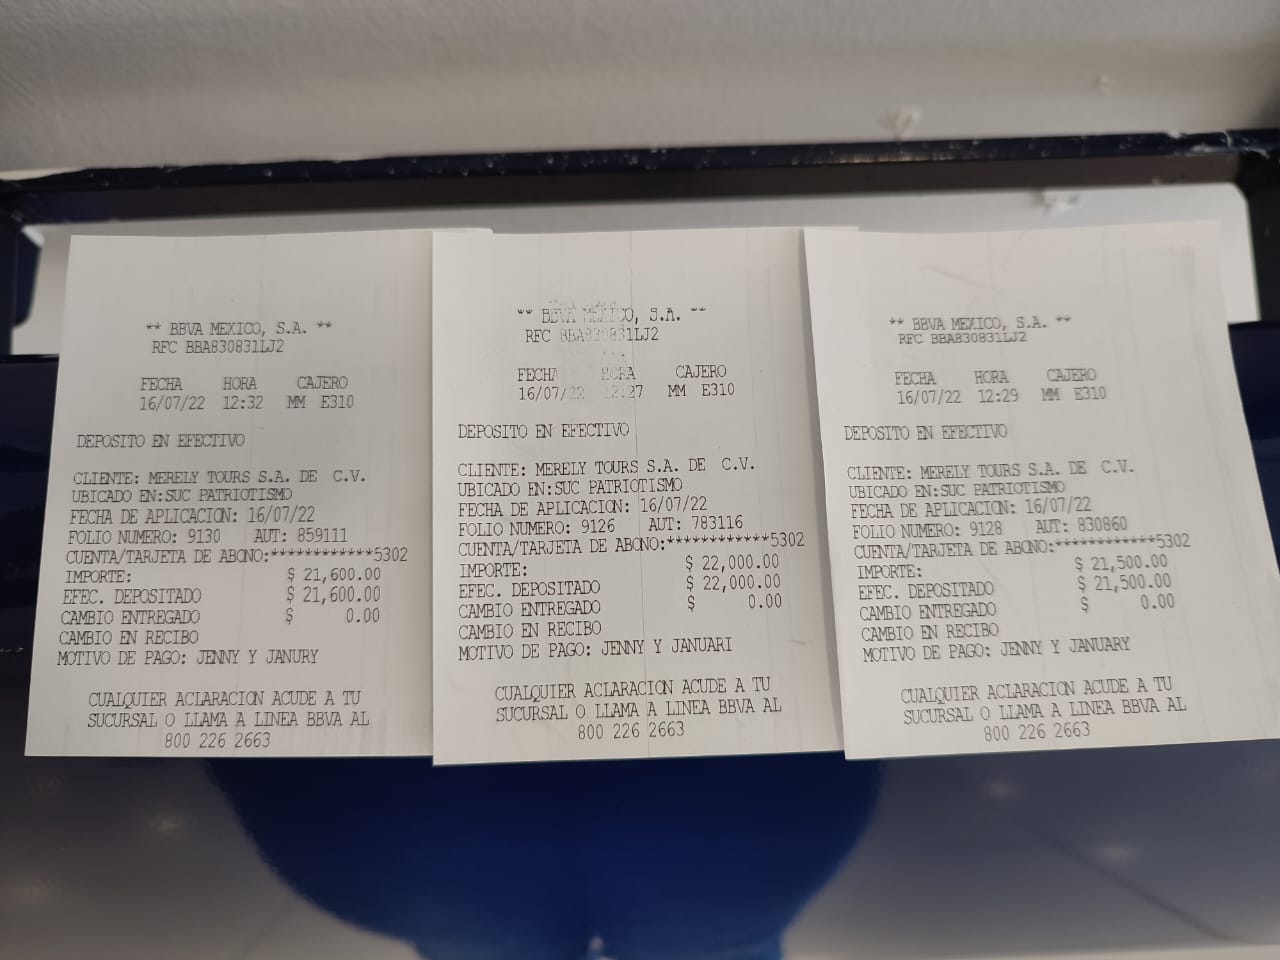 ** BBVA MEXICO, S.A. **
RFC BBA830831LJ2
FECHA HORA CAJERO
16/07/22 12:32 MM E310
DEPOSITO EN EFECTIVO
CLIENTE: MERELY TOURS S.A. DE C.V.
UBICADO EN:SUC PATRIOTISMO
FECHA DE APLICACION: 16/07/22
FOLIO NUMERO: 9130 AUT: 859111
CUENTA/TARJETA DE ABONO:************5302
IMPORTE: $ 21,600.00
EFEC. DEPOSITADO $ 21,600.00
CAMBIO ENTREGADO $ 0.00
CAMBIO EN RECIBO
MOTIVO DE PAGO: JENNY Y JANURY
CUALQUIER ACLARACION ACUDE A TU
SUCURSAL O LLAMA A LINEA BBVA AL
800 226 2663
** BBVA MEXICO, S.A. **
RFC BBA830831LJ2
FECHA HORA CAJERO
16/07/22 12:27 MM E310
DEPOSITO EN EFECTIVO
CLIENTE: MERELY TOURS S.A. DE C.V.
UBICADO EN:SUC PATRIOTISMO
FECHA DE APLICACION: 16/07/22
FOLIO NUMERO: 9126 AUT: 783116
CUENTA/TARJETA DE ABONO:************5302
IMPORTE: $ 22,000.00
EFEC. DEPOSITADO $ 22,000.00
CAMBIO ENTREGADO $ 0.00
CAMBIO EN RECIBO
MOTIVO DE PAGO: JENNY Y JANUARI
CUALQUIER ACLARACION ACUDE A TU
SUCURSAL O LLAMA A LINEA BBVA AL
800 226 2663
** BBVA MEXICO, S.A. **
RFC BBA830831LJ2
FECHA HORA CAJERO
16/07/22 12:29 MM E310
DEPOSITO EN EFECTIVO
CLIENTE: MERELY TOURS S.A. DE C.V.
UBICADO EN:SUC PATRIOTISMO
FECHA DE APLICACION: 16/07/22
FOLIO NUMERO: 9128 AUT: 830860
CUENTA/TARJETA DE ABONO:************5302
IMPORTE: $ 21,500.00
EFEC. DEPOSITADO $ 21,500.00
CAMBIO ENTREGADO $ 0.00
CAMBIO EN RECIBO
MOTIVO DE PAGO: JENNY Y JANUARY
CUALQUIER ACLARACION ACUDE A TU
SUCURSAL O LLAMA A LINEA BBVA AL
800 226 2663